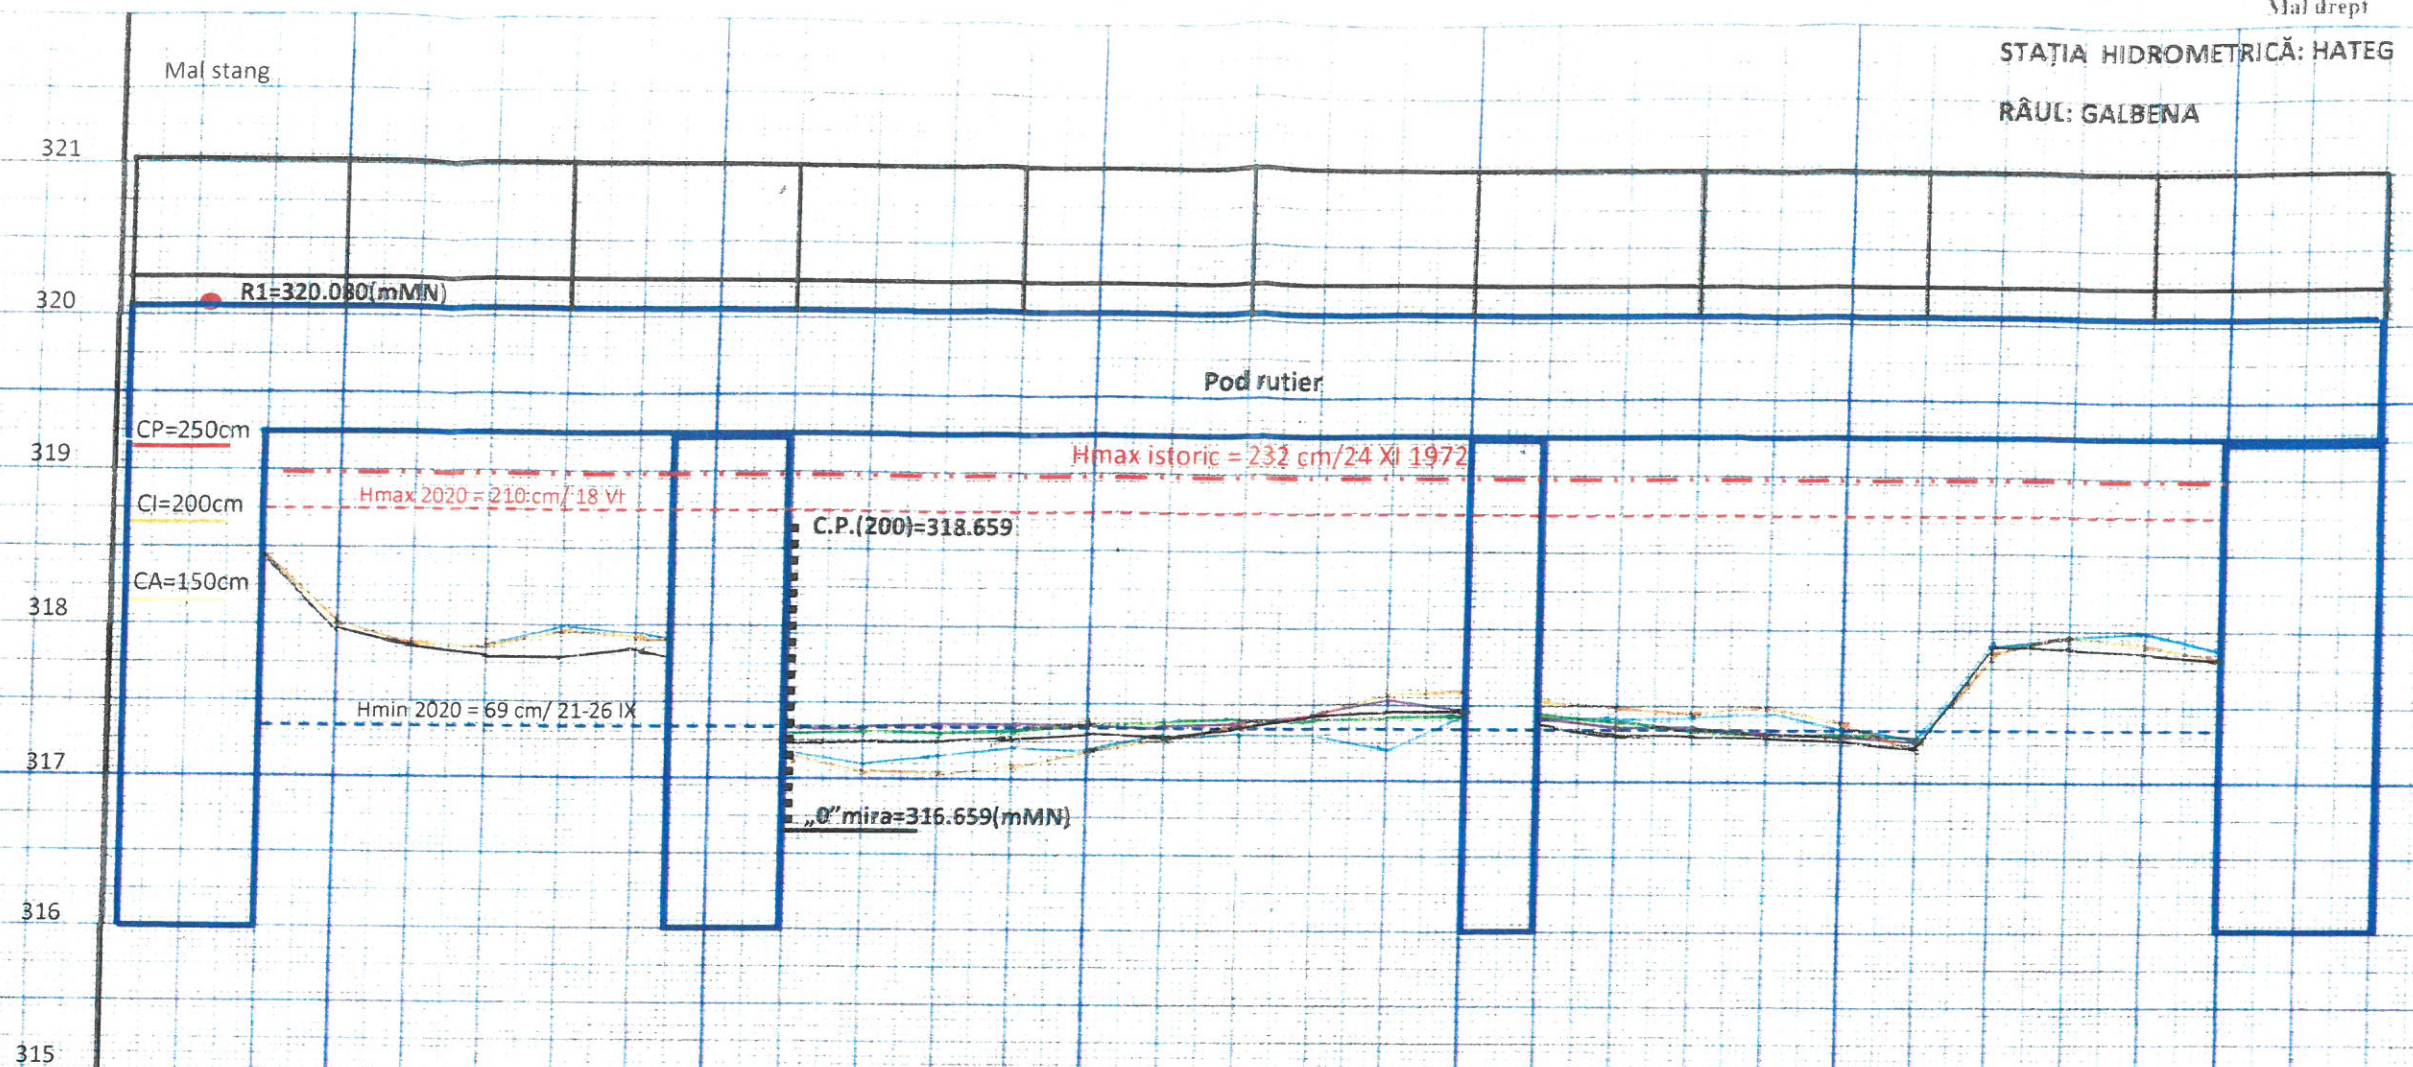 Mal drept
Mal stang
STAȚIA HIDROMETRICĂ: HATEG
RÂUL: GALBENA
321
R1=320.080(mMN)
320
Pod rutier
CP=250cm
319
Hmax istoric = 232 cm/24 XI 1972
Hmax 2020 = 210 cm/ 18 VI
CI=200cm
C.P.(200)=318.659
CA=150cm
318
Hmin 2020 = 69 cm/ 21-26 IX
317
„0”mira=316.659(mMN)
316
315